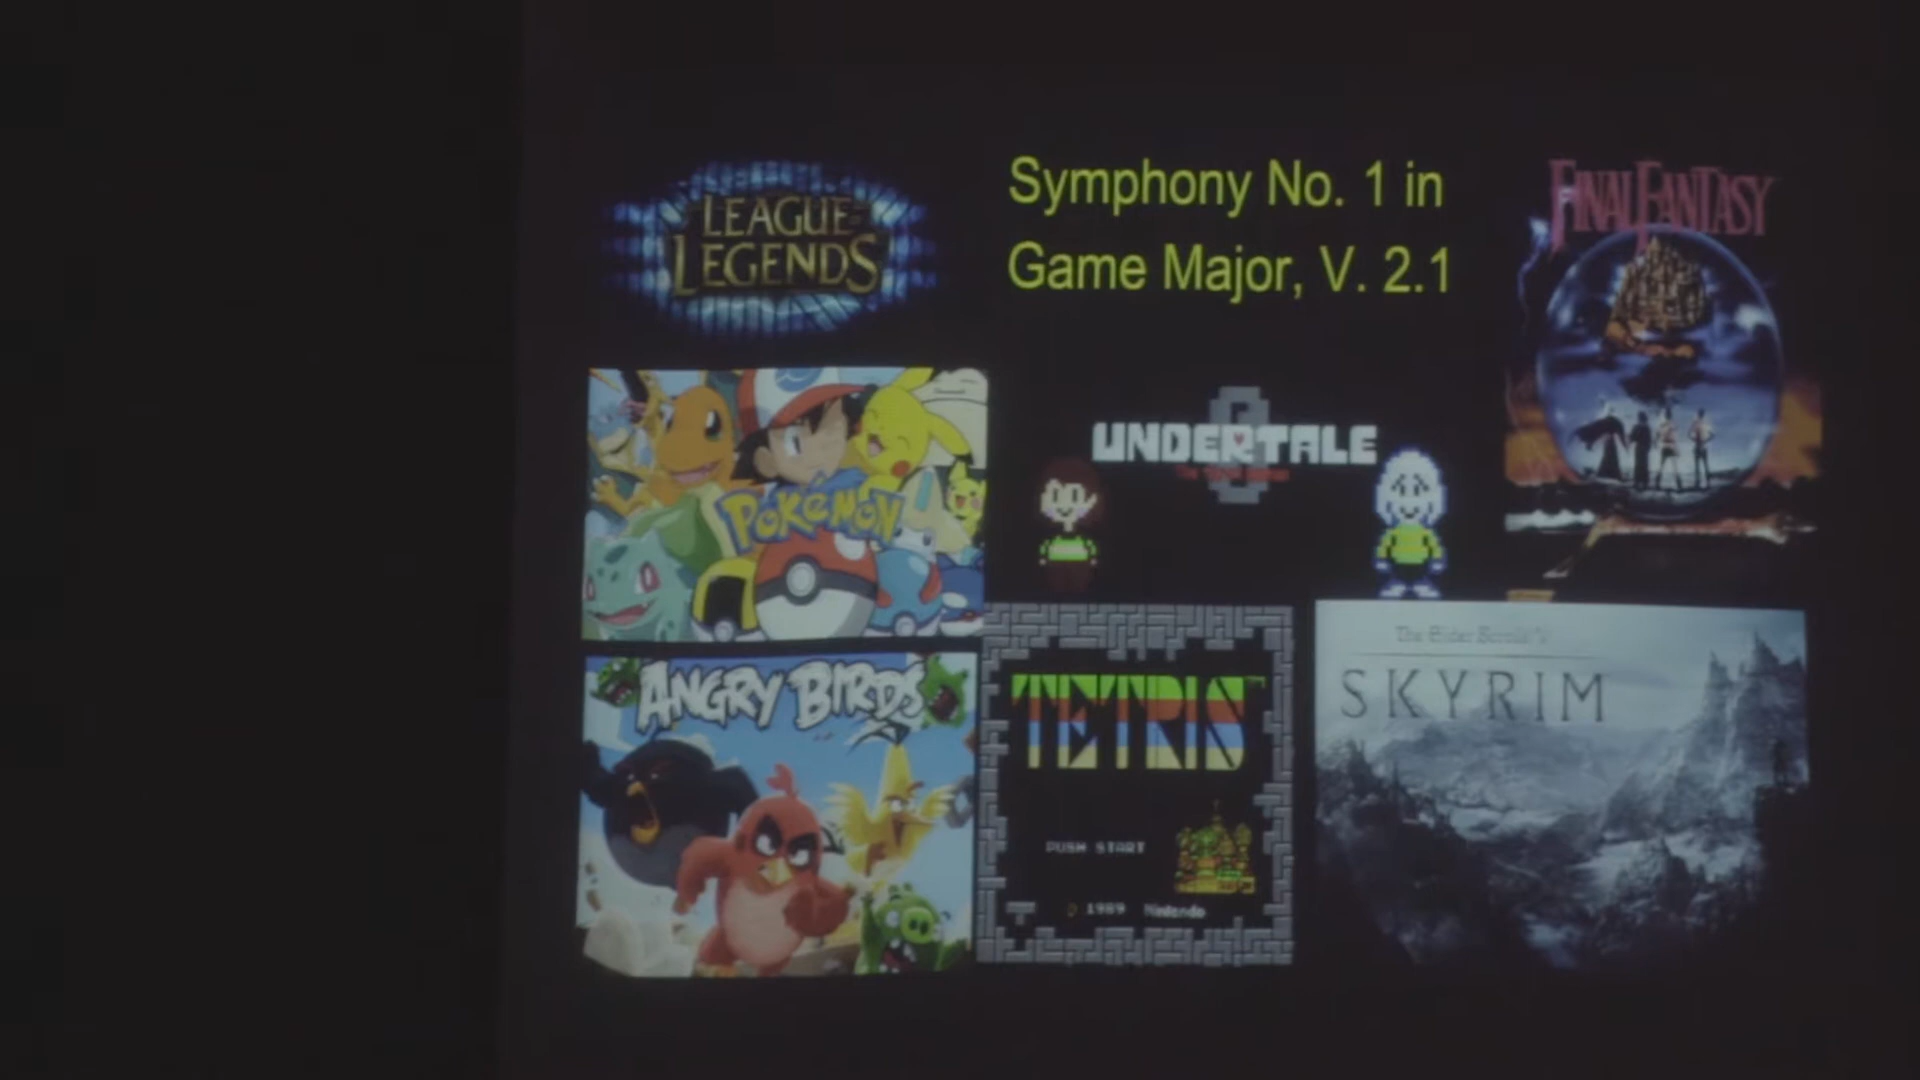 Symphony No. 1 in
Game Major, V. 2.1
LEAGUE OF
LEGENDS
FINAL FANTASY
POKéMON
UNDERTALE
ANGRY BIRDS
TETRIS
PUSH START
© 1989 Nintendo
The Elder Scrolls V
SKYRIM